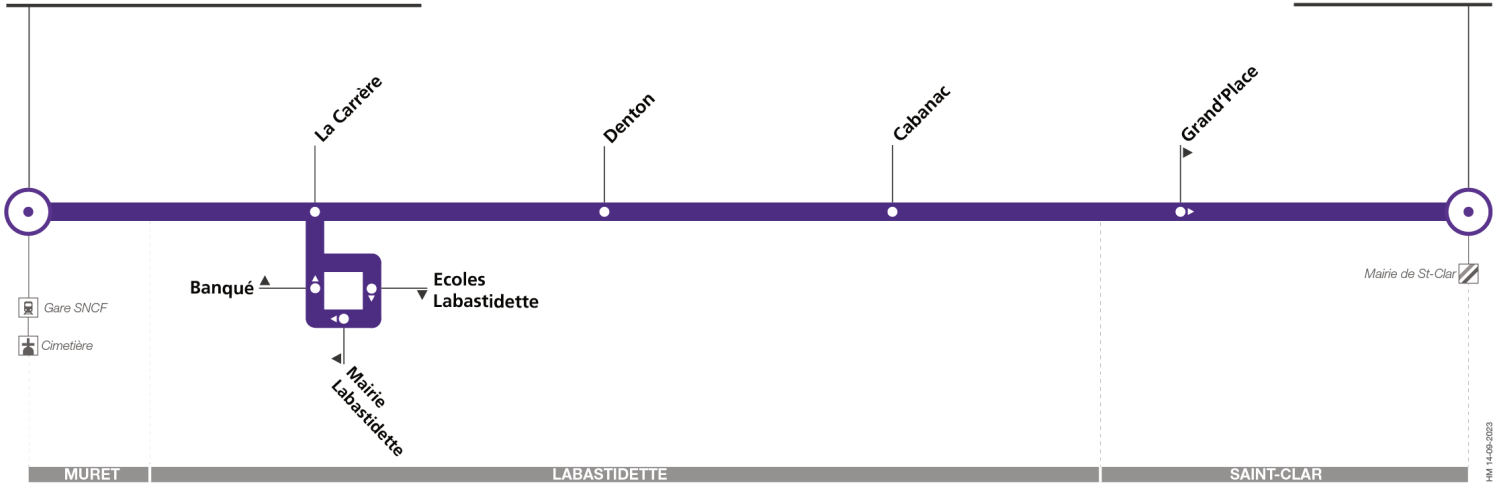 La Carrère
Denton
Cabanac
Grand'Place
Banqué
Ecoles
Labastidette
Mairie
Labastidette
Gare SNCF
Cimetière
Mairie de St-Clar
MURET
LABASTIDETTE
SAINT-CLAR
HM 14-09-2023